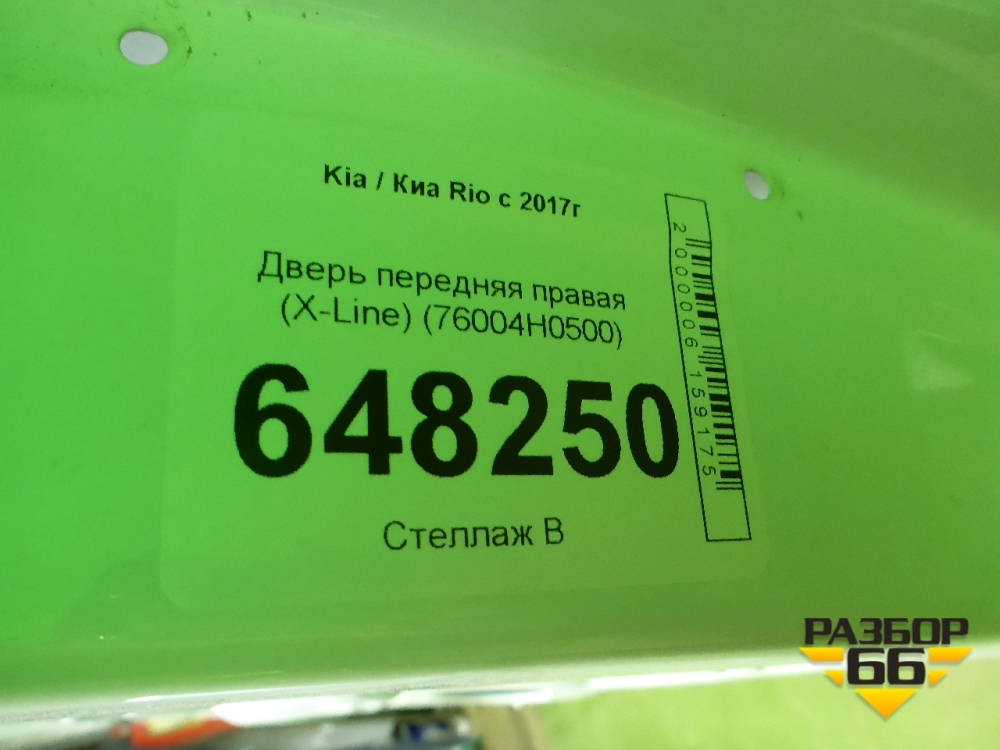 Kia / Киа Rio с 2017г
Дверь передняя правая
(X-Line) (76004H0500)
648250
Стеллаж В
2000006159175
РАЗБОР
66